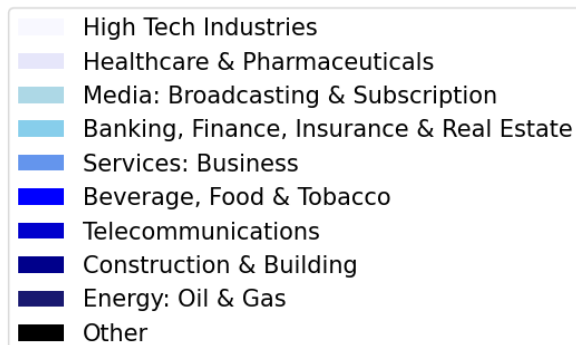 High Tech Industries
Healthcare & Pharmaceuticals
Media: Broadcasting & Subscription
Banking, Finance, Insurance & Real Estate
Services: Business
Beverage, Food & Tobacco
Telecommunications
Construction & Building
Energy: Oil & Gas
Other